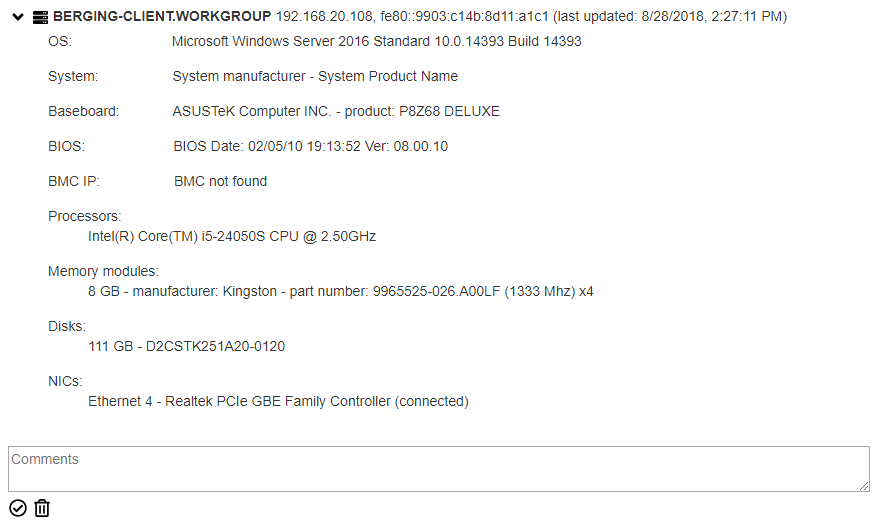 BERGING-CLIENT.WORKGROUP 192.168.20.108, fe80::9903:c14b:8d11:a1c1 (last updated: 8/28/2018, 2:27:11 PM)
OS: Microsoft Windows Server 2016 Standard 10.0.14393 Build 14393
System: System manufacturer - System Product Name
Baseboard: ASUSTeK Computer INC. - product: P8Z68 DELUXE
BIOS: BIOS Date: 02/05/10 19:13:52 Ver: 08.00.10
BMC IP: BMC not found
Processors:
Intel(R) Core(TM) i5-24050S CPU @ 2.50GHz
Memory modules:
8 GB - manufacturer: Kingston - part number: 9965525-026.A00LF (1333 Mhz) x4
Disks:
111 GB - D2CSTK251A20-0120
NICs:
Ethernet 4 - Realtek PCIe GBE Family Controller (connected)
Comments